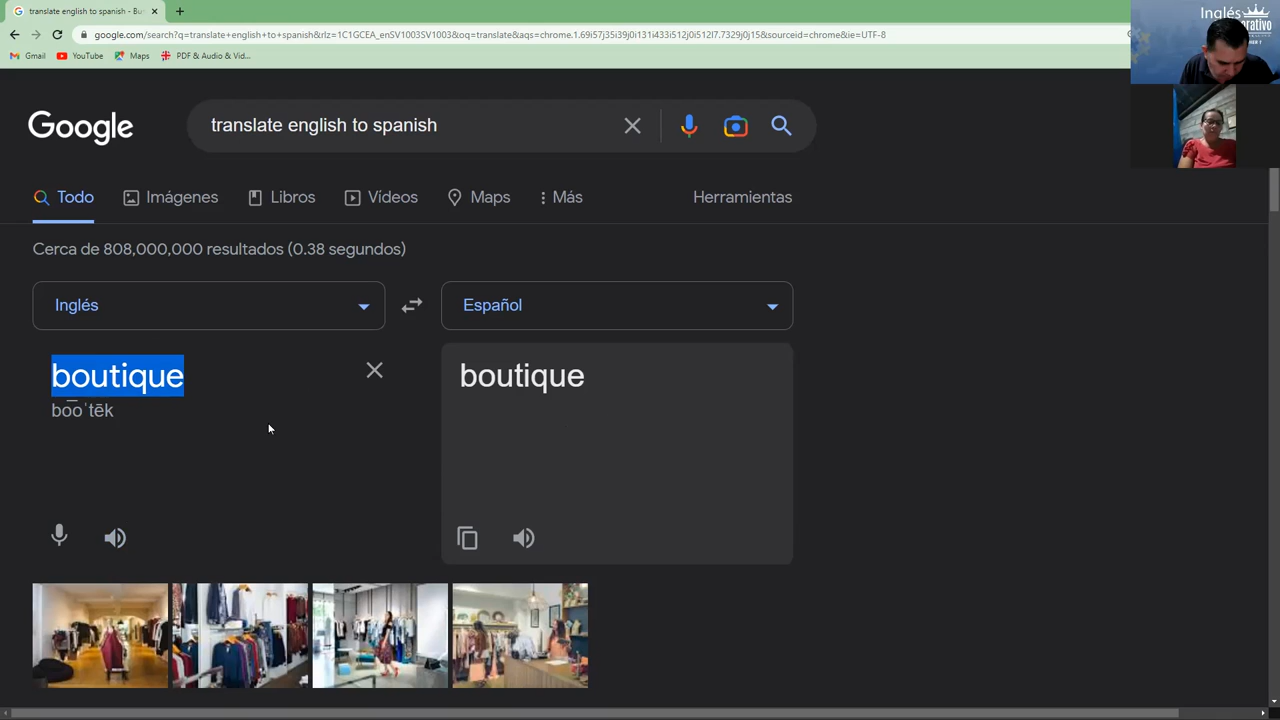 translate english to spanish - Bu
google.com/search?q=translate+english+to+spanish&rlz=1C1GCEA_enSV1003SV1003&oq=translate&aqs=chrome.1.69i57j35i39j0i131i433i512j0i512l7.7329j0j15&sourceid=chrome&ie=UTF-8
Gmail YouTube Maps PDF & Audio & Vid...
Inglés
Google
translate english to spanish
Todo Imágenes Libros Vídeos Maps Más Herramientas
Cerca de 808,000,000 resultados (0.38 segundos)
Inglés Español
boutique boutique
bo͞oˈtēk